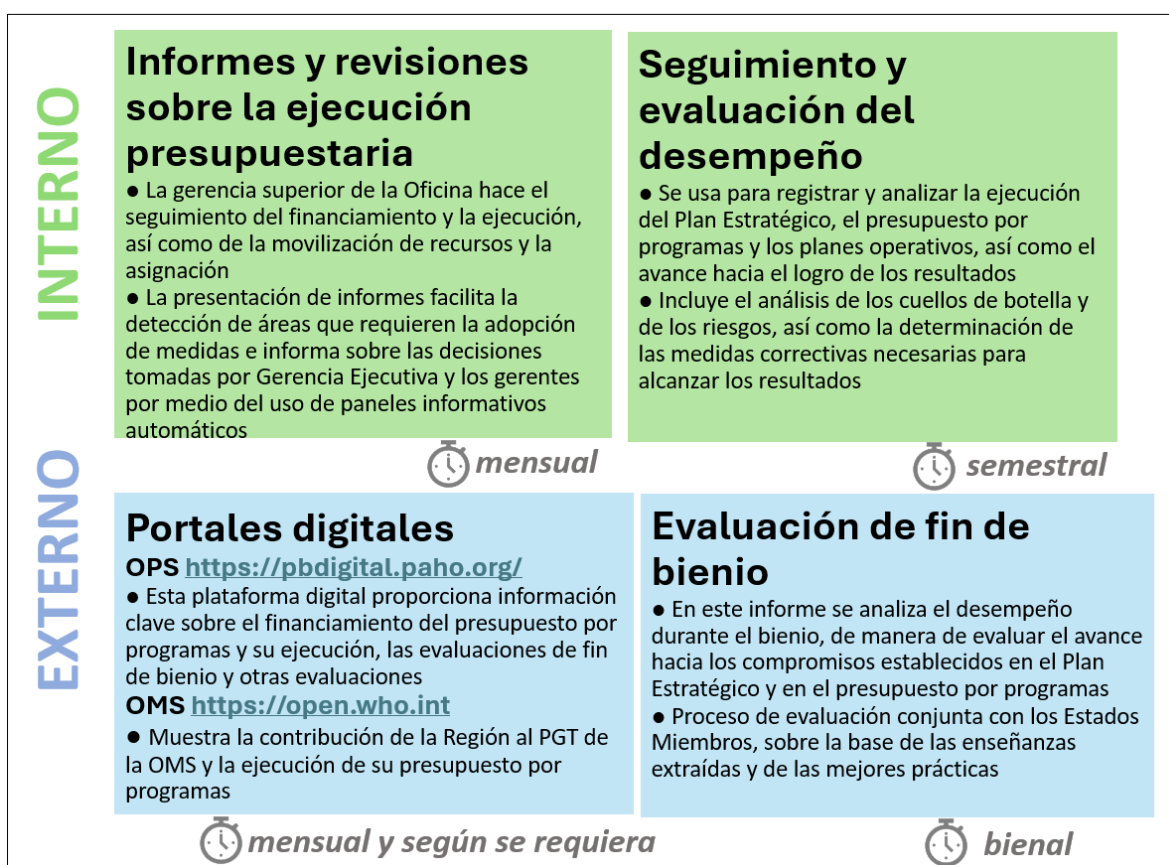 INTERNO
Informes y revisiones
sobre la ejecución
presupuestaria
● La gerencia superior de la Oficina hace el
seguimiento del financiamiento y la ejecución,
así como de la movilización de recursos y la
asignación
● La presentación de informes facilita la
detección de áreas que requieren la adopción
de medidas e informa sobre las decisiones
tomadas por Gerencia Ejecutiva y los gerentes
por medio del uso de paneles informativos
automáticos
mensual
Seguimiento y
evaluación del
desempeño
● Se usa para registrar y analizar la ejecución
del Plan Estratégico, el presupuesto por
programas y los planes operativos, así como el
avance hacia el logro de los resultados
● Incluye el análisis de los cuellos de botella y
de los riesgos, así como la determinación de
las medidas correctivas necesarias para
alcanzar los resultados
semestral
EXTERNO
Portales digitales
OPS https://pbdigital.paho.org/
● Esta plataforma digital proporciona información
clave sobre el financiamiento del presupuesto por
programas y su ejecución, las evaluaciones de fin
de bienio y otras evaluaciones
OMS https://open.who.int
● Muestra la contribución de la Región al PGT de
la OMS y la ejecución de su presupuesto por
programas
mensual y según se requiera
Evaluación de fin de
bienio
● En este informe se analiza el desempeño
durante el bienio, de manera de evaluar el avance
hacia los compromisos establecidos en el Plan
Estratégico y en el presupuesto por programas
● Proceso de evaluación conjunta con los Estados
Miembros, sobre la base de las enseñanzas
extraídas y de las mejores prácticas
bienal